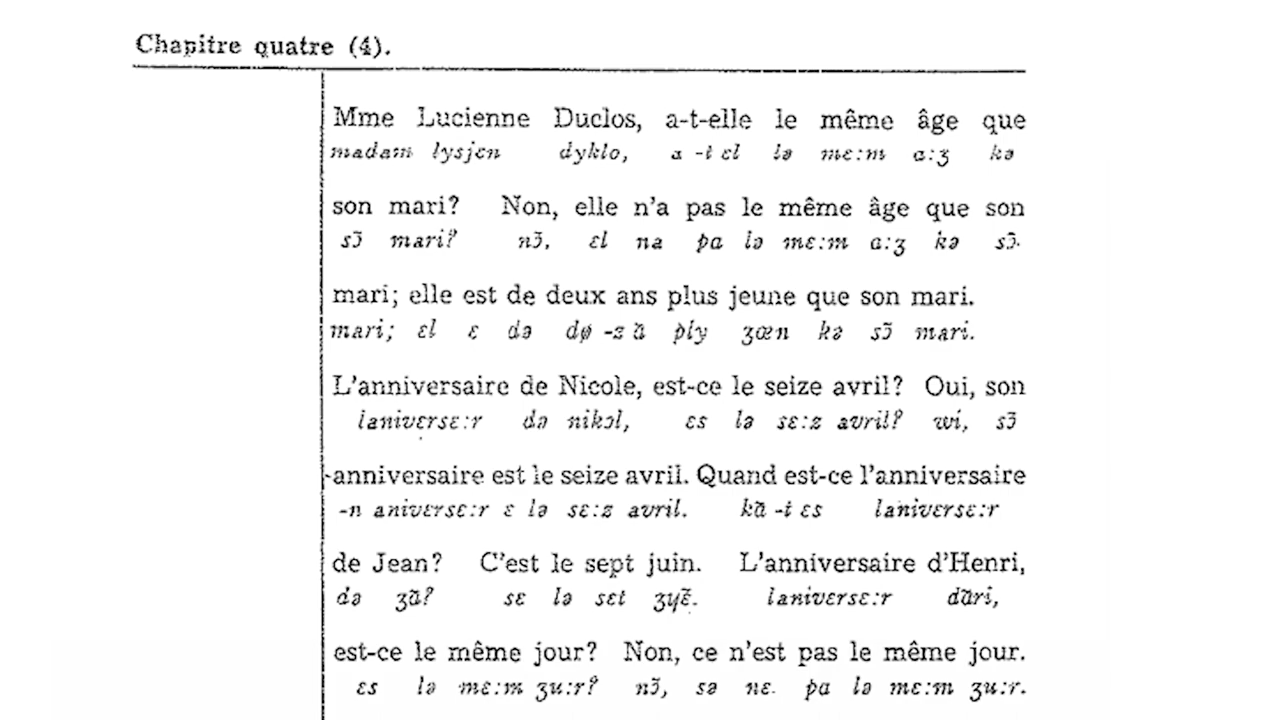 Chapitre quatre (4).
Mme Lucienne Duclos, a-t-elle le même âge que
madam lysjɛn dyklo, a -t ɛl lə mɛ:m ɑ:ʒ kə
son mari? Non, elle n'a pas le même âge que son
sɔ̃ mari? nɔ̃, ɛl na pɑ lə mɛ:m ɑ:ʒ kə sɔ̃
mari; elle est de deux ans plus jeune que son mari.
mari; ɛl ɛ də dø -z ɑ̃ ply ʒœn kə sɔ̃ mari.
L'anniversaire de Nicole, est-ce le seize avril? Oui, son
lanivɛrsɛ:r də nikɔl, ɛs lə sɛ:z avril? wi, sɔ̃
-anniversaire est le seize avril. Quand est-ce l'anniversaire
-n anivɛrsɛ:r ɛ lə sɛ:z avril. kɑ̃ -t ɛs lanivɛrsɛ:r
de Jean? C'est le sept juin. L'anniversaire d'Henri,
də ʒɑ̃? sɛ lə sɛt ʒɥɛ̃. lanivɛrsɛ:r dɑ̃ri,
est-ce le même jour? Non, ce n'est pas le même jour.
ɛs lə mɛ:m ʒu:r? nɔ̃, sə nɛ pɑ lə mɛ:m ʒu:r.